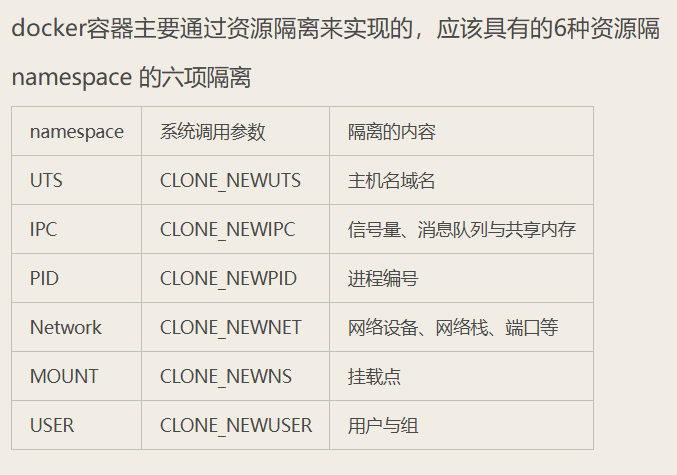 docker容器主要通过资源隔离来实现的，应该具有的6种资源隔
namespace 的六项隔离
namespace 系统调用参数 隔离的内容
UTS CLONE_NEWUTS 主机名域名
IPC CLONE_NEWIPC 信号量、消息队列与共享内存
PID CLONE_NEWPID 进程编号
Network CLONE_NEWNET 网络设备、网络栈、端口等
MOUNT CLONE_NEWNS 挂载点
USER CLONE_NEWUSER 用户与组